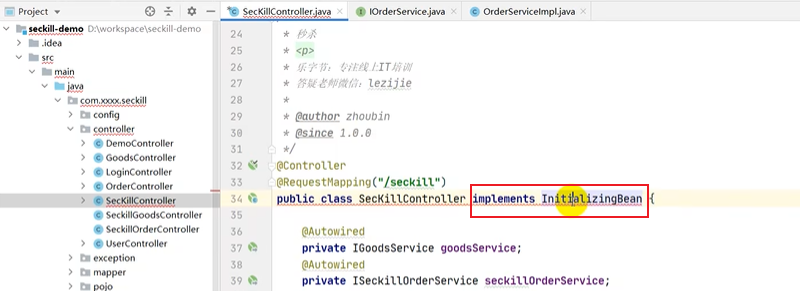 Project
SecKillController.java
IOrderService.java
OrderServiceImpl.java
seckill-demo D:\workspace\seckill-demo
.idea
src
main
java
com.xxxx.seckill
config
controller
DemoController
GoodsController
LoginController
OrderController
SecKillController
SeckillGoodsController
SeckillOrderController
UserController
exception
mapper
pojo
24 * 秒杀
25 * <p>
26 * 乐字节：专注线上IT培训
27 * 答疑老师微信：lezijie
28 *
29 * @author zhoubin
30 * @since 1.0.0
31 */
32 @Controller
33 @RequestMapping("/seckill")
34 public class SecKillController implements InitializingBean {
35
36 @Autowired
37 private IGoodsService goodsService;
38 @Autowired
39 private ISeckillOrderService seckillOrderService;